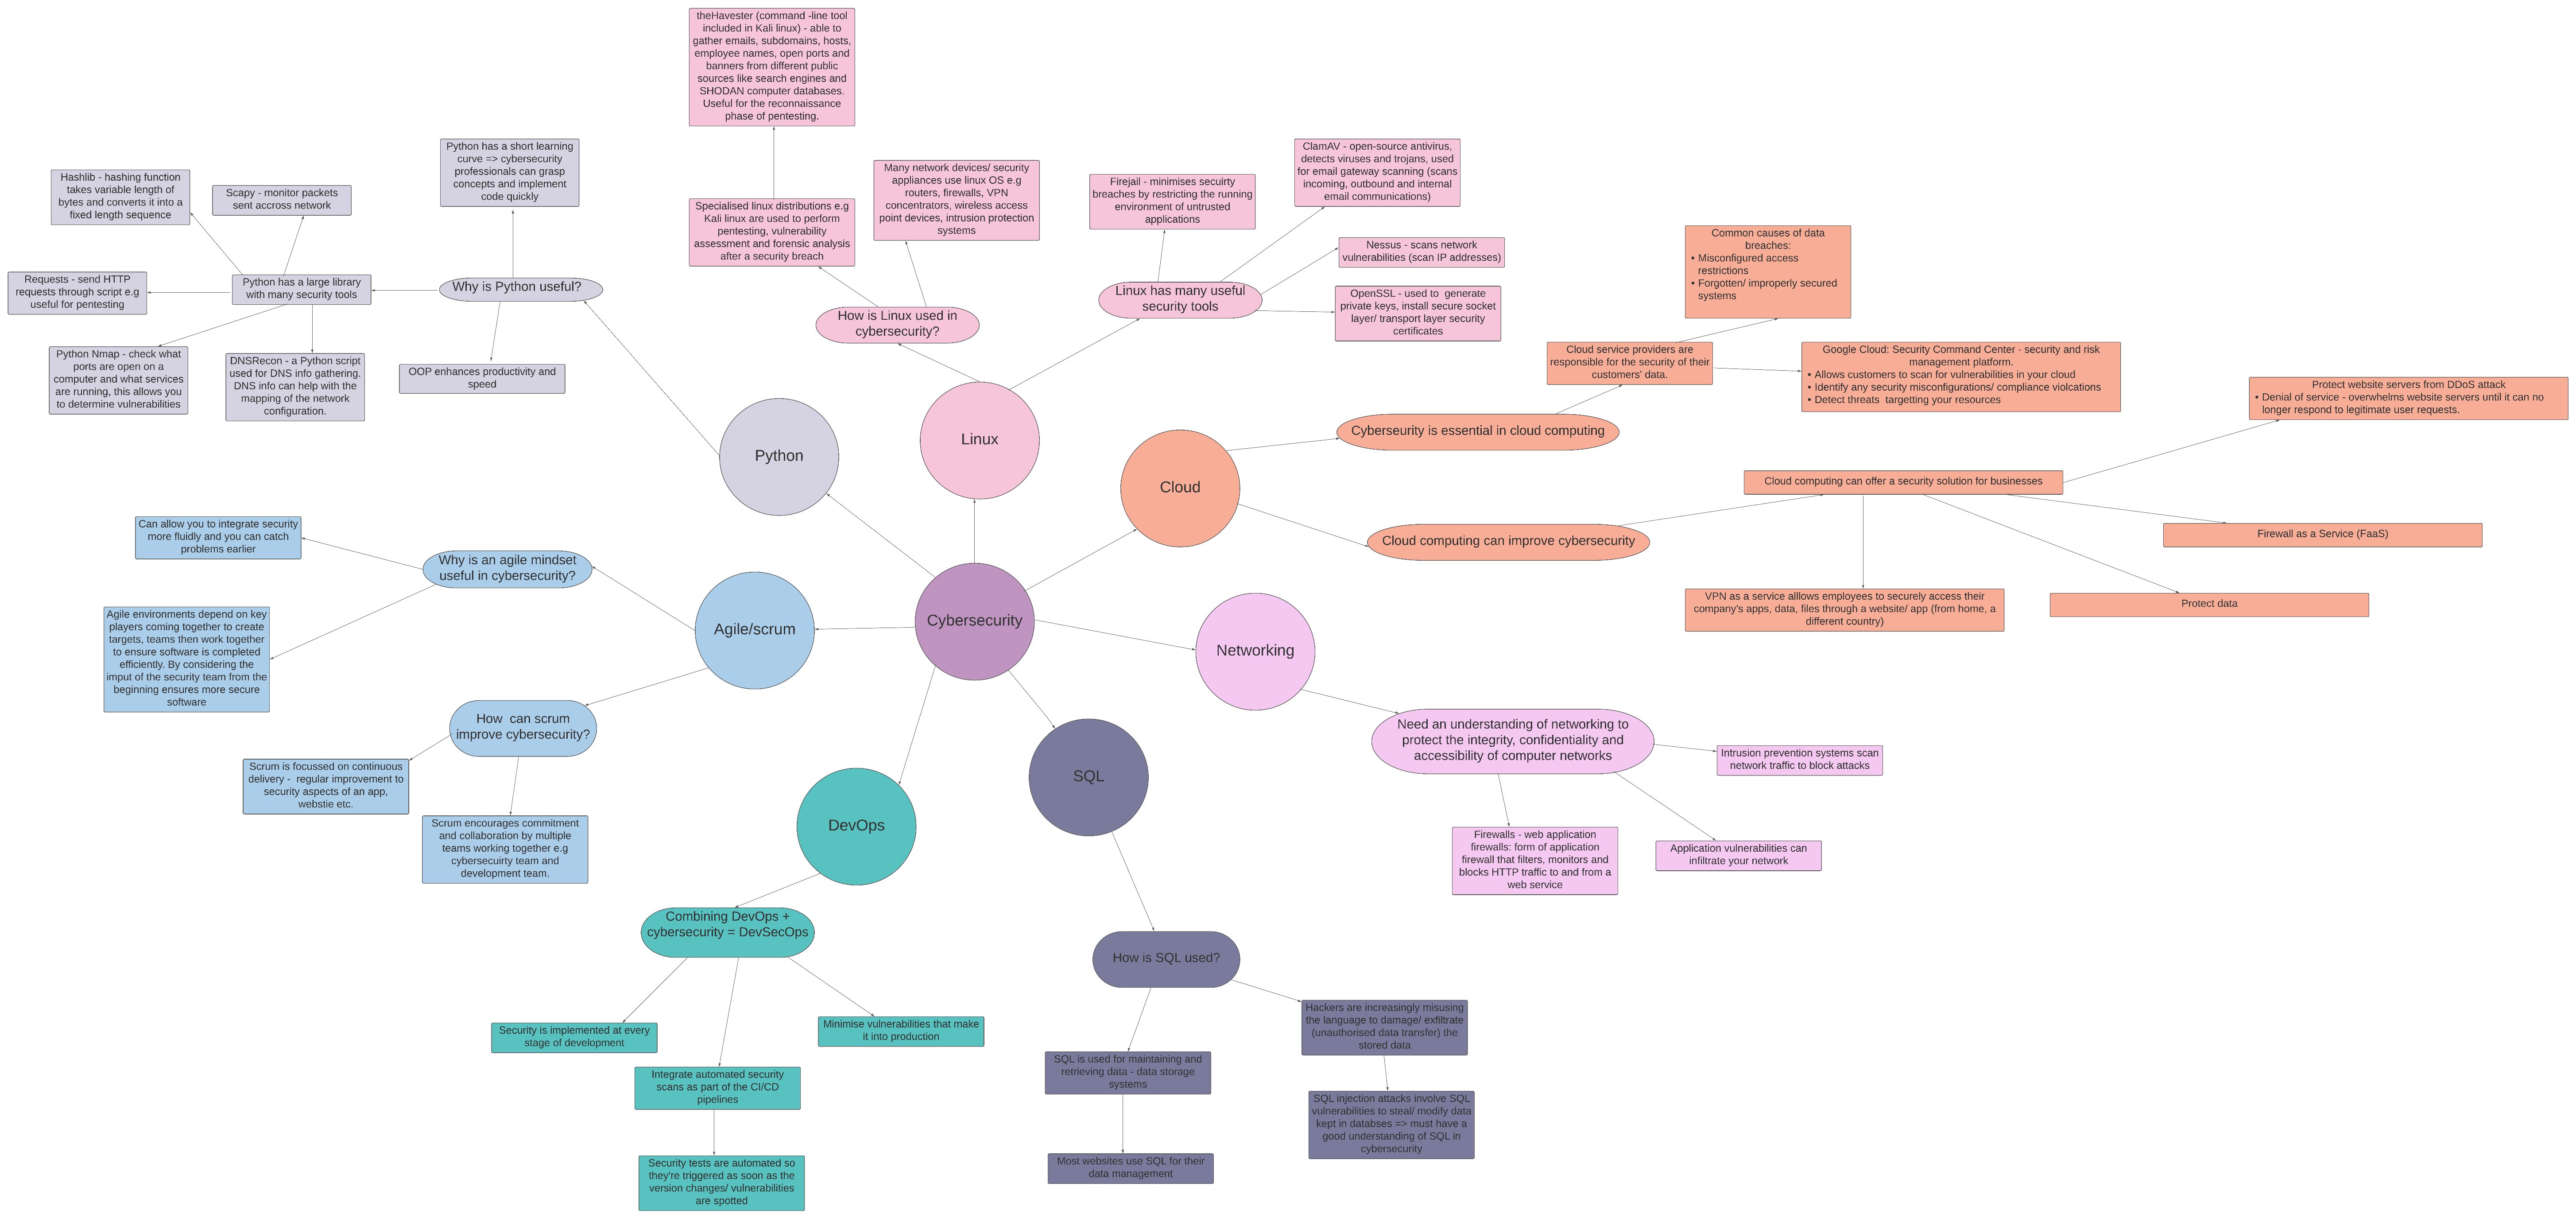 Cybersecurity
Python
Why is Python useful?
Python has a short learning
curve => cybersecurity
professionals can grasp
concepts and implement
code quickly
OOP enhances productivity and
speed
Python has a large library
with many security tools
Hashlib - hashing function
takes variable length of
bytes and converts it into a
fixed length sequence
Scapy - monitor packets
sent accross network
Requests - send HTTP
requests through script e.g
useful for pentesting
Python Nmap - check what
ports are open on a
computer and what services
are running, this allows you
to determine vulnerabilities
DNSRecon - a Python script
used for DNS info gathering.
DNS info can help with the
mapping of the network
configuration.
Linux
How is Linux used in
cybersecurity?
Specialised linux distributions e.g
Kali linux are used to perform
pentesting, vulnerability
assessment and forensic analysis
after a security breach
theHavester (command -line tool
included in Kali linux) - able to
gather emails, subdomains, hosts,
employee names, open ports and
banners from different public
sources like search engines and
SHODAN computer databases.
Useful for the reconnaissance
phase of pentesting.
Many network devices/ security
appliances use linux OS e.g
routers, firewalls, VPN
concentrators, wireless access
point devices, intrusion protection
systems
Linux has many useful
security tools
Firejail - minimises secuirty
breaches by restricting the running
environment of untrusted
applications
ClamAV - open-source antivirus,
detects viruses and trojans, used
for email gateway scanning (scans
incoming, outbound and internal
email communications)
Nessus - scans network
vulnerabilities (scan IP addresses)
OpenSSL - used to generate
private keys, install secure socket
layer/ transport layer security
certificates
Cloud
Cyberseurity is essential in cloud computing
Cloud service providers are
responsible for the security of their
customers' data.
Common causes of data
breaches:
• Misconfigured access
restrictions
• Forgotten/ improperly secured
systems
Google Cloud: Security Command Center - security and risk
management platform.
• Allows customers to scan for vulnerabilities in your cloud
• Identify any security misconfigurations/ compliance violcations
• Detect threats targetting your resources
Cloud computing can improve cybersecurity
Cloud computing can offer a security solution for businesses
Protect website servers from DDoS attack
• Denial of service - overwhelms website servers until it can no
longer respond to legitimate user requests.
Firewall as a Service (FaaS)
Protect data
VPN as a service alllows employees to securely access their
company's apps, data, files through a website/ app (from home, a
different country)
Networking
Need an understanding of networking to
protect the integrity, confidentiality and
accessibility of computer networks
Intrusion prevention systems scan
network traffic to block attacks
Application vulnerabilities can
infiltrate your network
Firewalls - web application
firewalls: form of application
firewall that filters, monitors and
blocks HTTP traffic to and from a
web service
SQL
How is SQL used?
Hackers are increasingly misusing
the language to damage/ exfiltrate
(unauthorised data transfer) the
stored data
SQL injection attacks involve SQL
vulnerabilities to steal/ modify data
kept in databses => must have a
good understanding of SQL in
cybersecurity
SQL is used for maintaining and
retrieving data - data storage
systems
Most websites use SQL for their
data management
DevOps
Combining DevOps +
cybersecurity = DevSecOps
Security is implemented at every
stage of development
Integrate automated security
scans as part of the CI/CD
pipelines
Security tests are automated so
they're triggered as soon as the
version changes/ vulnerabilities
are spotted
Minimise vulnerabilities that make
it into production
Agile/scrum
Why is an agile mindset
useful in cybersecurity?
Can allow you to integrate security
more fluidly and you can catch
problems earlier
Agile environments depend on key
players coming together to create
targets, teams then work together
to ensure software is completed
efficiently. By considering the
imput of the security team from the
beginning ensures more secure
software
How can scrum
improve cybersecurity?
Scrum is focussed on continuous
delivery - regular improvement to
security aspects of an app,
webstie etc.
Scrum encourages commitment
and collaboration by multiple
teams working together e.g
cybersecuirty team and
development team.